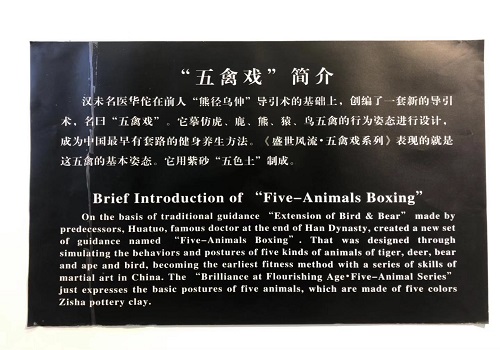 “五禽戏”简介
汉末名医华佗在前人“熊径鸟伸”导引术的基础上，创编了一套新的导引
术，名曰“五禽戏”。它摹仿虎、鹿、熊、猿、鸟五禽的行为姿态进行设计，
成为中国最早有套路的健身养生方法。《盛世风流·五禽戏系列》表现的就是
这五禽的基本姿态。它用紫砂“五色土”制成。
Brief Introduction of “Five-Animals Boxing”
On the basis of traditional guidance “Extension of Bird & Bear” made by
predecessors, Huatuo, famous doctor at the end of Han Dynasty, created a new set
of guidance named “Five-Animals Boxing”. That was designed through
simulating the behaviors and postures of five kinds of animals of tiger, deer, bear
and ape and bird, becoming the earliest fitness method with a series of skills of
martial art in China. The “Brilliance at Flourishing Age•Five-Animal Series”
just expresses the basic postures of five animals, which are made of five colors
Zisha pottery clay.